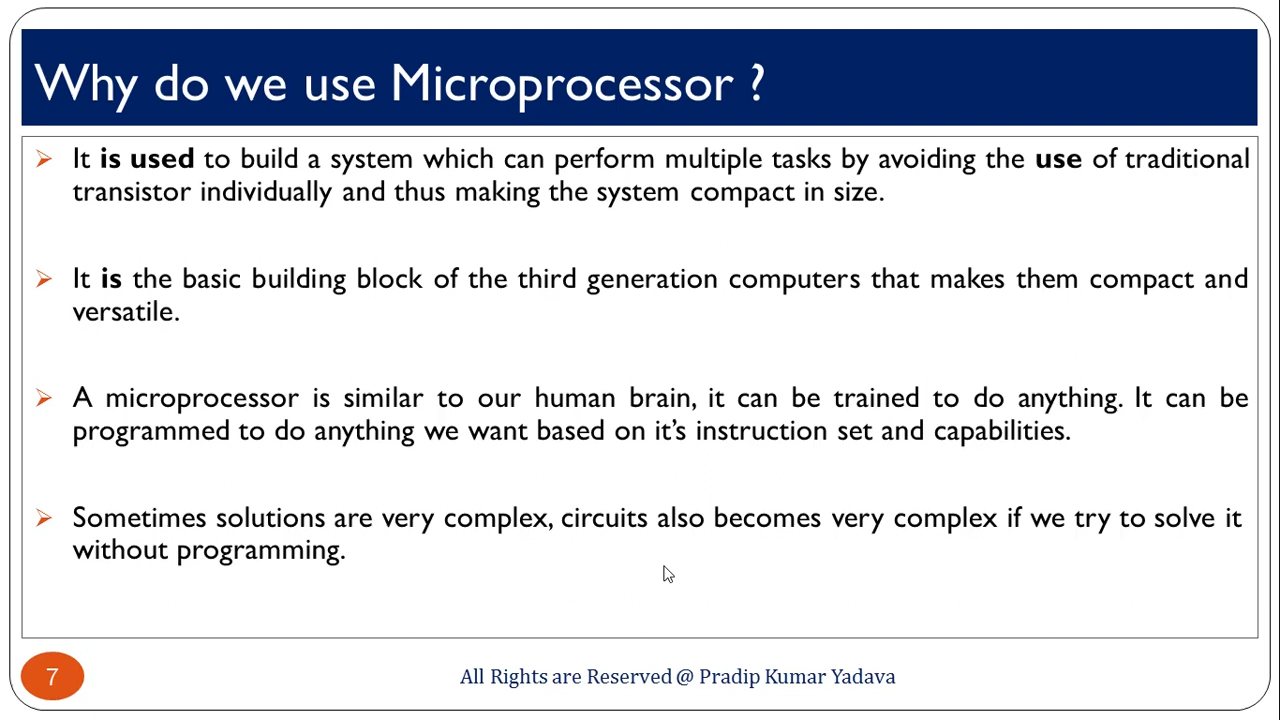 Why do we use Microprocessor ?
It is used to build a system which can perform multiple tasks by avoiding the use of traditional
transistor individually and thus making the system compact in size.
It is the basic building block of the third generation computers that makes them compact and
versatile.
A microprocessor is similar to our human brain, it can be trained to do anything. It can be
programmed to do anything we want based on it’s instruction set and capabilities.
Sometimes solutions are very complex, circuits also becomes very complex if we try to solve it
without programming.
7
All Rights are Reserved @ Pradip Kumar Yadava